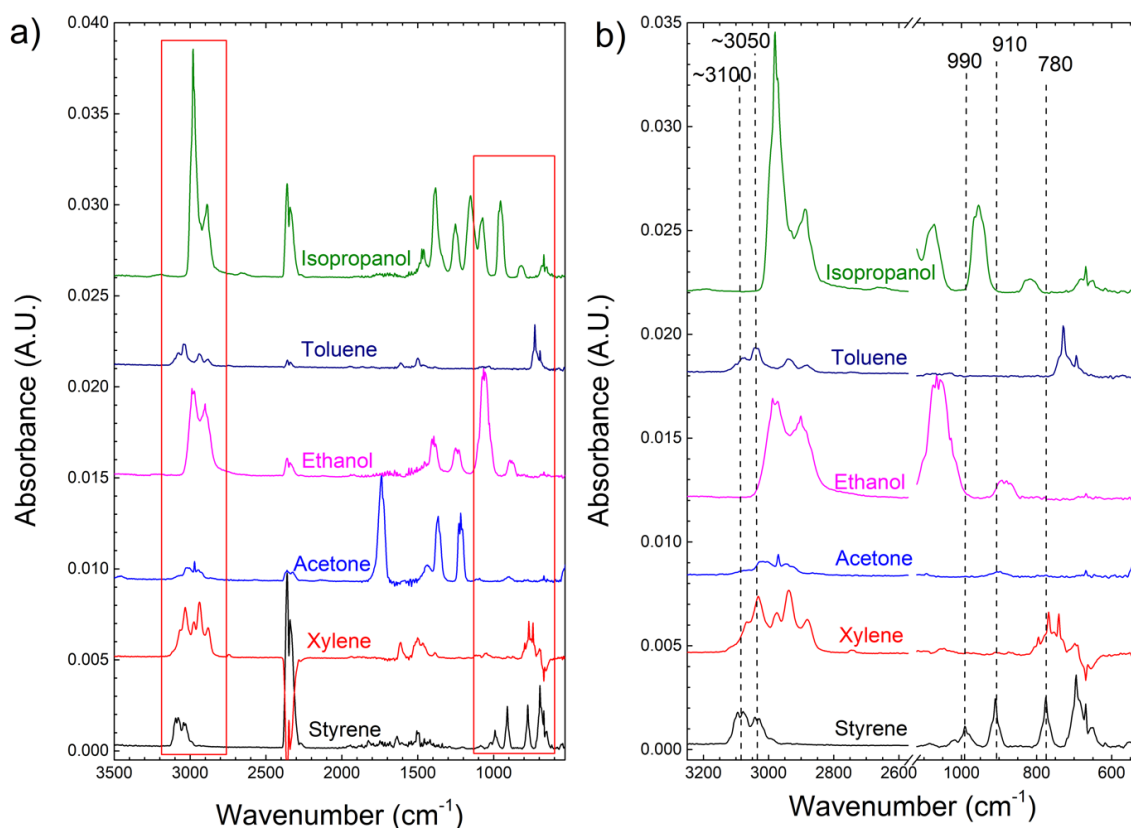 a)
0.040
0.035
0.030
0.025
0.020
0.015
0.010
0.005
0.000
Absorbance (A.U.)
Isopropanol
Toluene
Ethanol
Acetone
Xylene
Styrene
3500 3000 2500 2000 1500 1000
Wavenumber (cm⁻¹)
b)
0.035
0.030
0.025
0.020
0.015
0.010
0.005
0.000
Absorbance (A.U.)
~3100
~3050
990
910
780
Isopropanol
Toluene
Ethanol
Acetone
Xylene
Styrene
3200 3000 2800 2600 1000 800 600
Wavenumber (cm⁻¹)